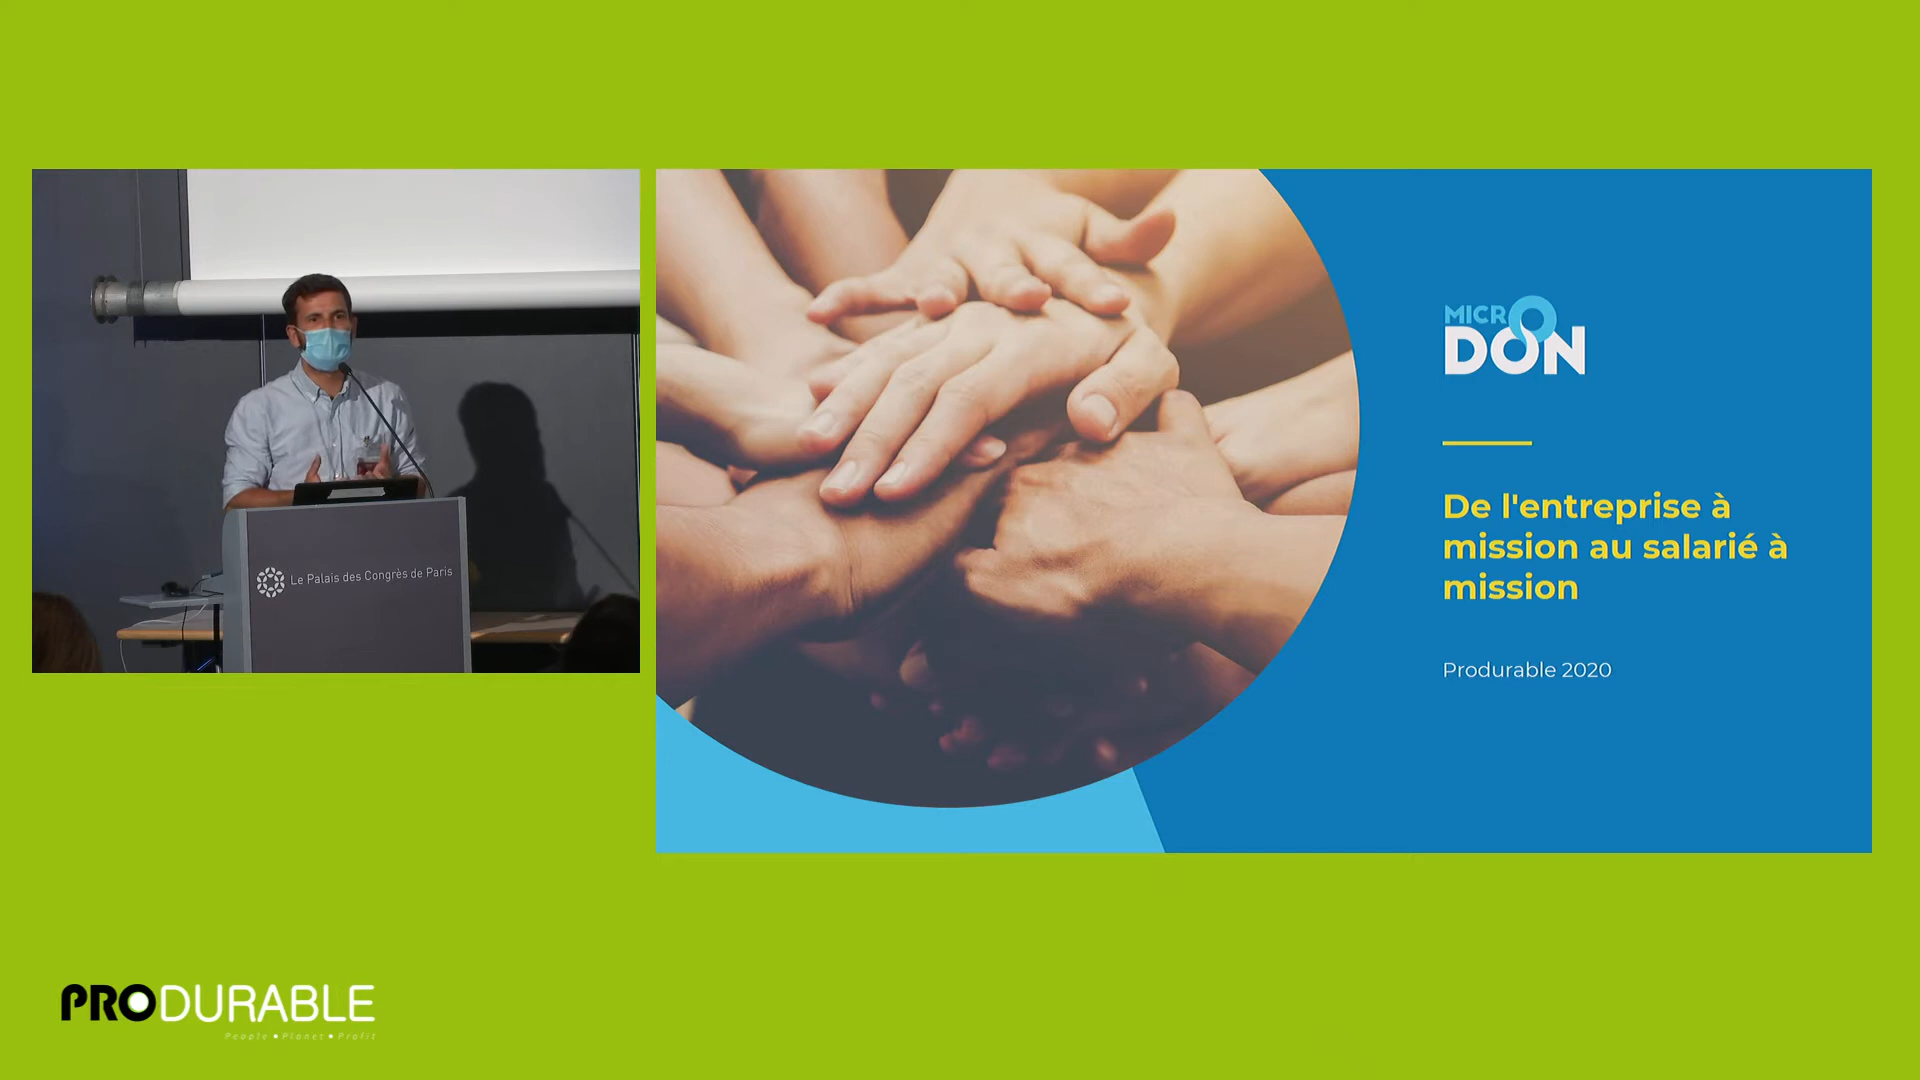 Le Palais des Congrès de Paris
MICRO
DON
De l'entreprise à
mission au salarié à
mission
Produrable 2020
PRODURABLE
People • Planet • Profit